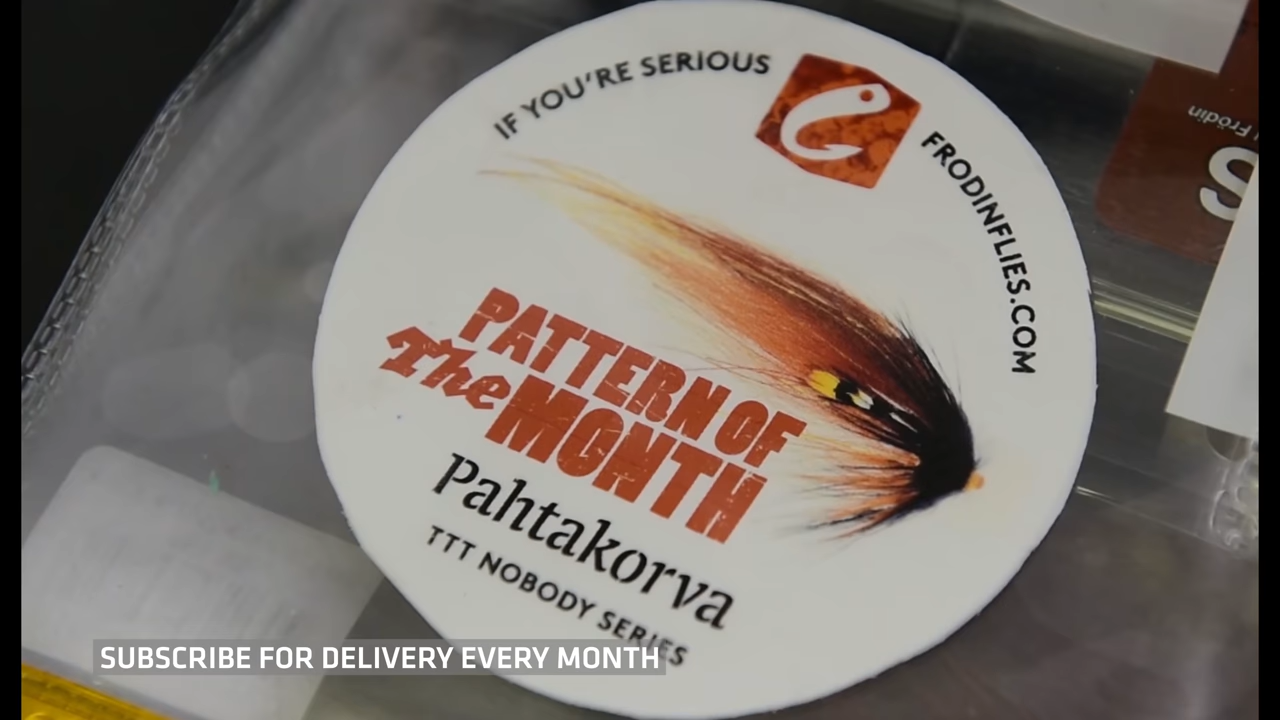 IF YOU'RE SERIOUS
FRODINFLIES.COM
PATTERN OF
The MONTH
Pahtakorva
TTT NOBODY SERIES
Frödin
S
SUBSCRIBE FOR DELIVERY EVERY MONTH